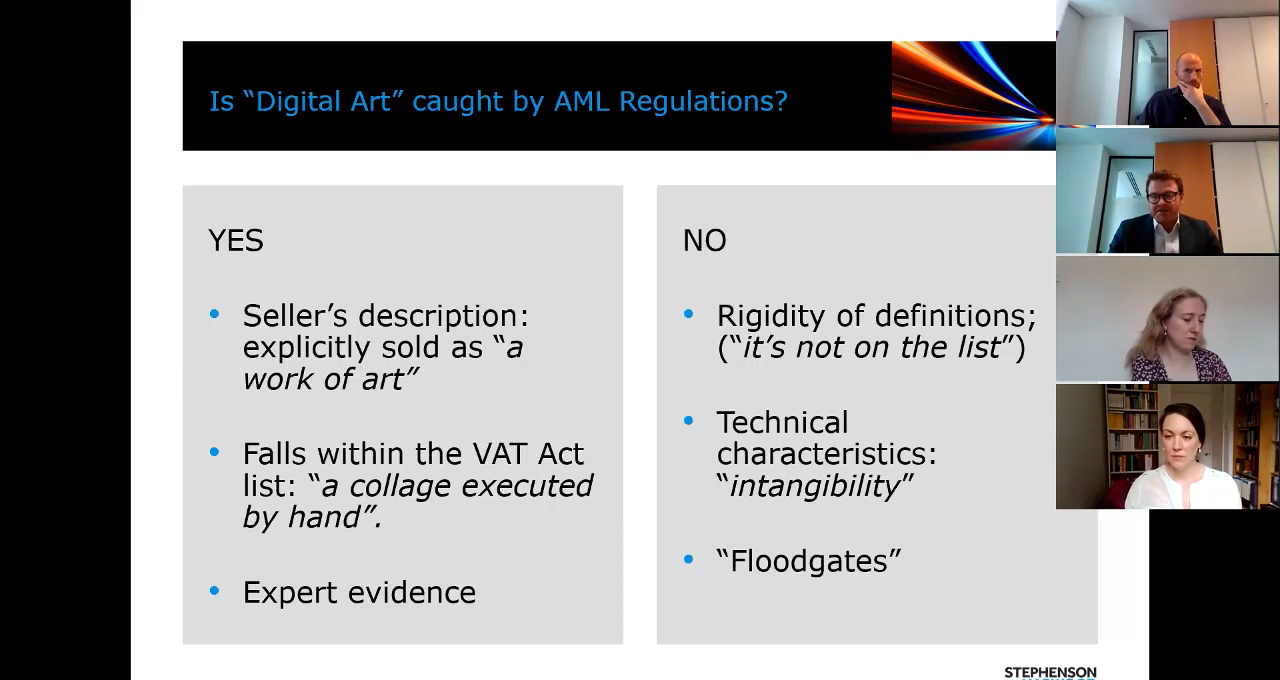 Is “Digital Art” caught by AML Regulations?
YES
• Seller’s description:
explicitly sold as “a
work of art”
• Falls within the VAT Act
list: “a collage executed
by hand”.
• Expert evidence
NO
• Rigidity of definitions;
(“it’s not on the list”)
• Technical
characteristics:
“intangibility”
• “Floodgates”
STEPHENSON